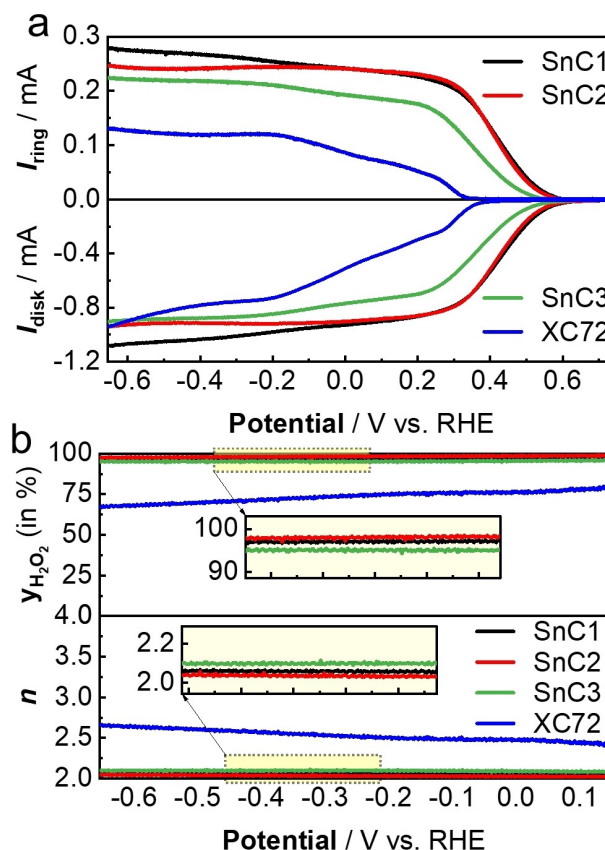 a
0.3
0.2
0.1
0.0
-0.4
-0.8
-1.2
I_ring / mA
I_disk / mA
SnC1
SnC2
SnC3
XC72
-0.6 -0.4 -0.2 0.0 0.2 0.4 0.6
Potential / V vs. RHE
b
100
75
50
25
4.0
3.5
3.0
2.5
2.0
y_H₂O₂ (in %)
n
100
90
2.2
2.0
SnC1
SnC2
SnC3
XC72
-0.6 -0.5 -0.4 -0.3 -0.2 -0.1 0.0 0.1
Potential / V vs. RHE